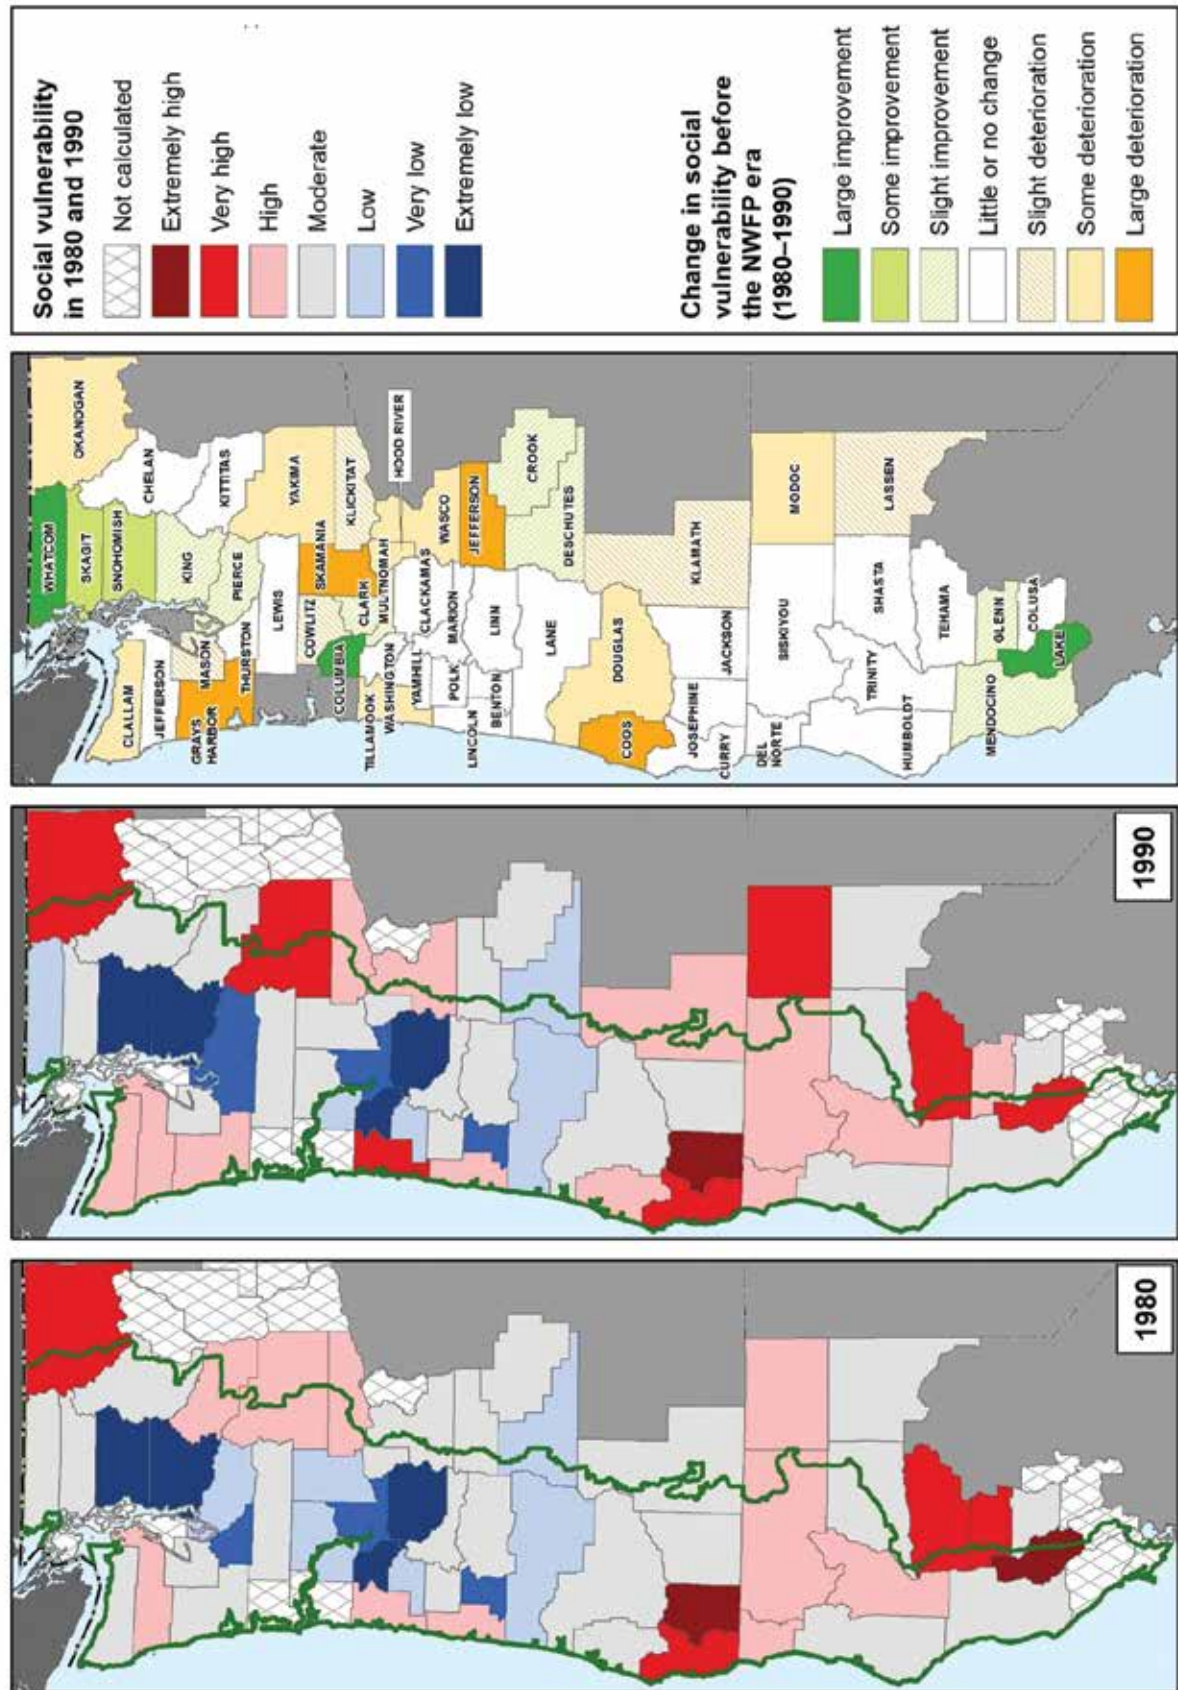 Social vulnerability
in 1980 and 1990
Not calculated
Extremely high
Very high
High
Moderate
Low
Very low
Extremely low
Change in social
vulnerability before
the NWFP era
(1980–1990)
Large improvement
Some improvement
Slight improvement
Little or no change
Slight deterioration
Some deterioration
Large deterioration
WHATCOM
OKANOGAN
SKAGIT
SNOHOMISH
CHELAN
CLALLAM
JEFFERSON
KING
KITTITAS
GRAYS
HARBOR
MASON
THURSTON
PIERCE
LEWIS
YAKIMA
COWLITZ
SKAMANIA
KLICKITAT
COLUMBIA
CLARK
MULTNOMAH
HOOD RIVER
TILLAMOOK
WASHINGTON
YAMHILL
CLACKAMAS
WASCO
POLK
MARION
JEFFERSON
LINCOLN
BENTON
LINN
CROOK
LANE
DESCHUTES
DOUGLAS
COOS
KLAMATH
JOSEPHINE
CURRY
JACKSON
DEL
NORTE
SISKIYOU
MODOC
HUMBOLDT
TRINITY
SHASTA
LASSEN
TEHAMA
MENDOCINO
GLENN
COLUSA
LAKE
1990
1980